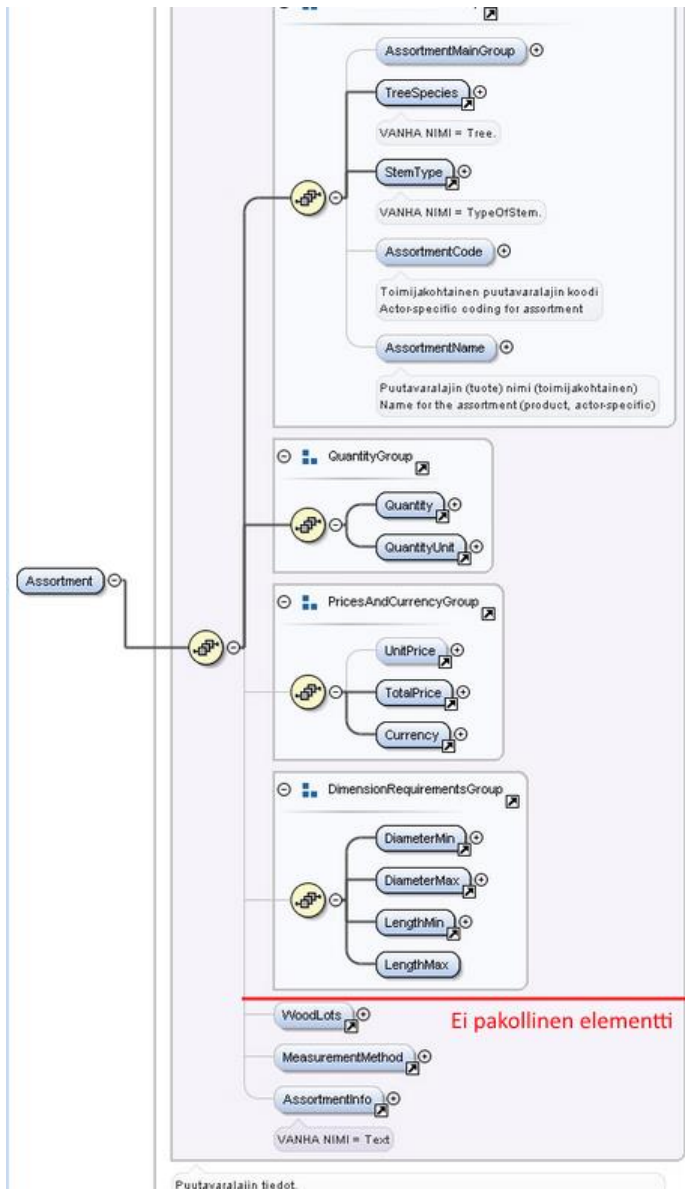 AssortmentMainGroup
TreeSpecies
VANHA NIMI = Tree.
StemType
VANHA NIMI = TypeOfStem.
AssortmentCode
Toimijakohtainen puutavaralajin koodi
Actor-specific coding for assortment
AssortmentName
Puutavaralajin (tuote) nimi (toimijakohtainen)
Name for the assortment (product, actor-specific)
QuantityGroup
Quantity
QuantityUnit
Assortment
PricesAndCurrencyGroup
UnitPrice
TotalPrice
Currency
DimensionRequirementsGroup
DiameterMin
DiameterMax
LengthMin
LengthMax
WoodLots
Ei pakollinen elementti
MeasurementMethod
AssortmentInfo
VANHA NIMI = Text
Puutavaralajin tiedot.